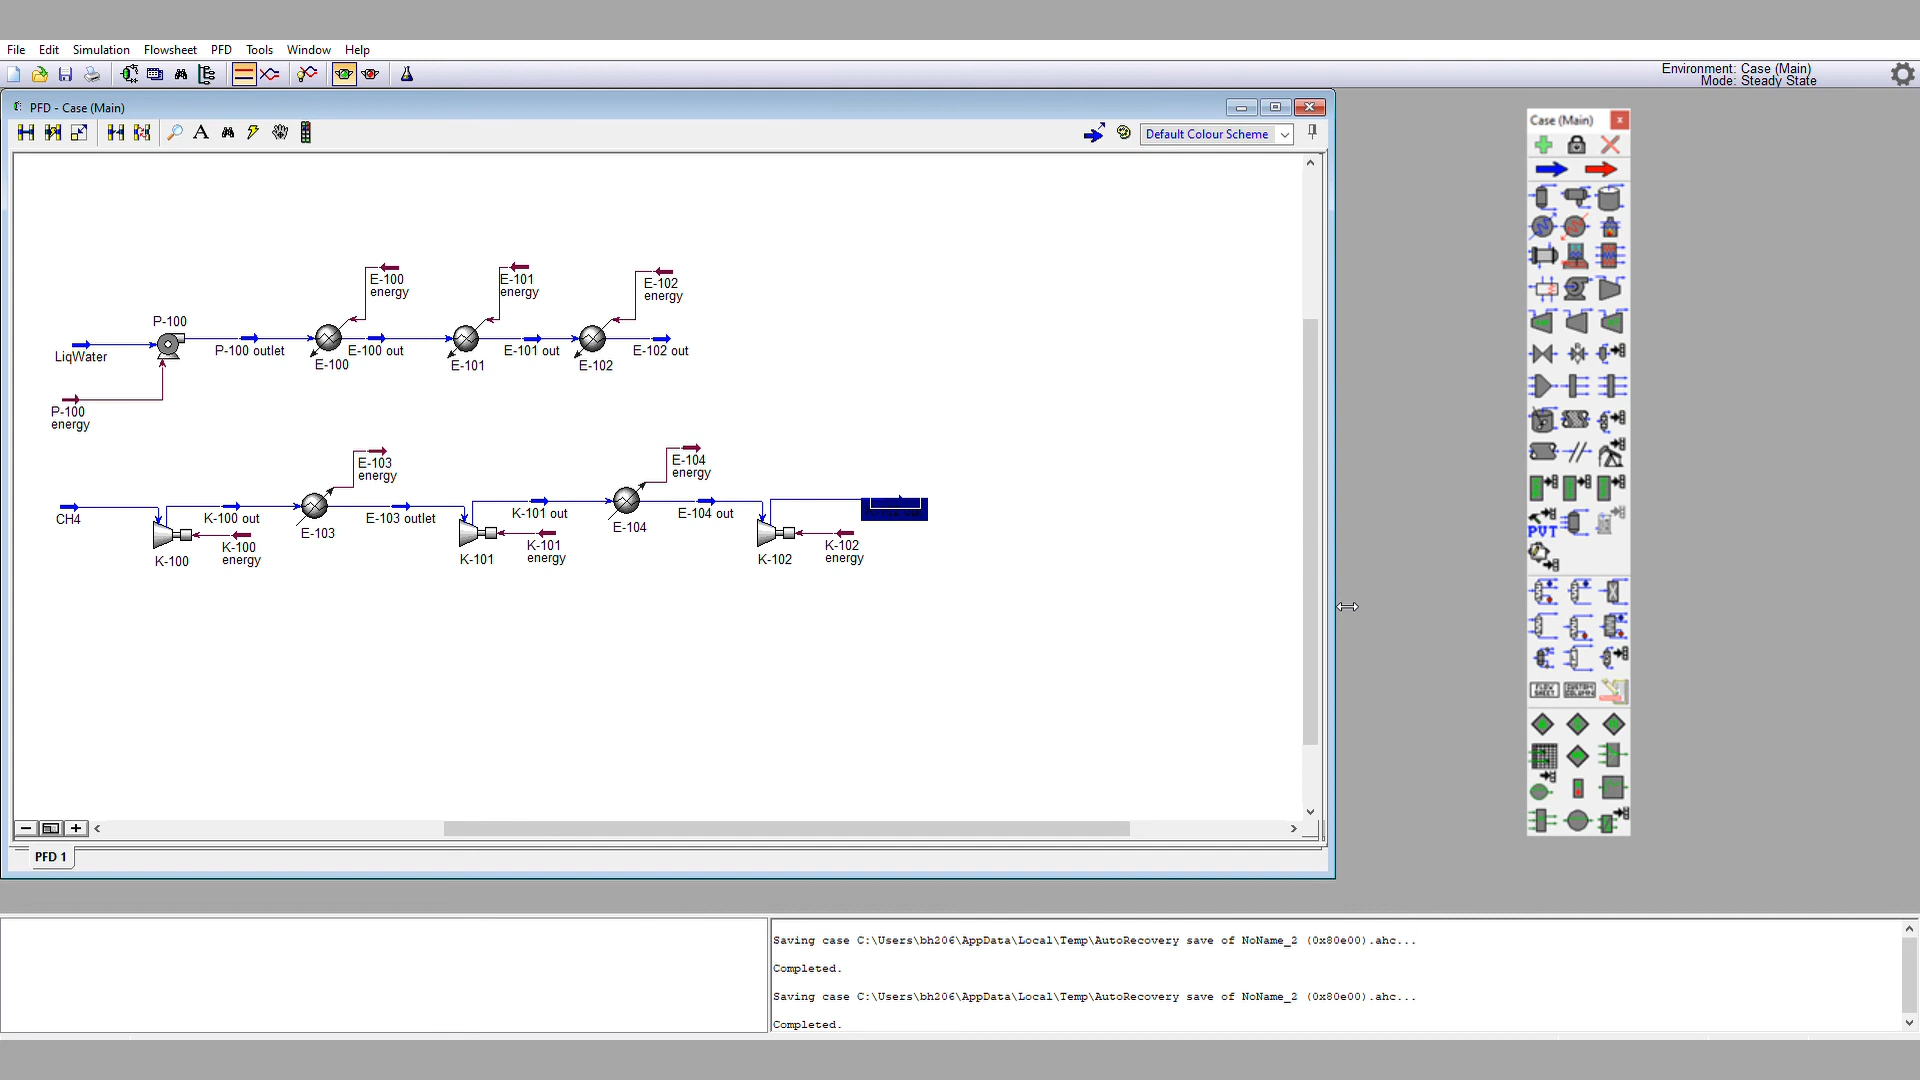 File Edit Simulation Flowsheet PFD Tools Window Help
Environment: Case (Main)
Mode: Steady State
PFD - Case (Main)
A
Default Colour Scheme
Case (Main)
E-100
energy
E-101
energy
E-102
energy
P-100
LiqWater
P-100 outlet
E-100
E-100 out
E-101
E-101 out
E-102
E-102 out
P-100
energy
E-103
energy
E-104
energy
CH4
K-100 out
E-103
E-103 outlet
K-101 out
E-104
E-104 out
K-100
K-100
energy
K-101
K-101
energy
K-102
K-102
energy
PVT
FLOW
SHEET
CUSTOM
COLUMN
PFD 1
Saving case C:\Users\bh206\AppData\Local\Temp\AutoRecovery save of NoName_2 (0x80e00).ahc...
Completed.
Saving case C:\Users\bh206\AppData\Local\Temp\AutoRecovery save of NoName_2 (0x80e00).ahc...
Completed.